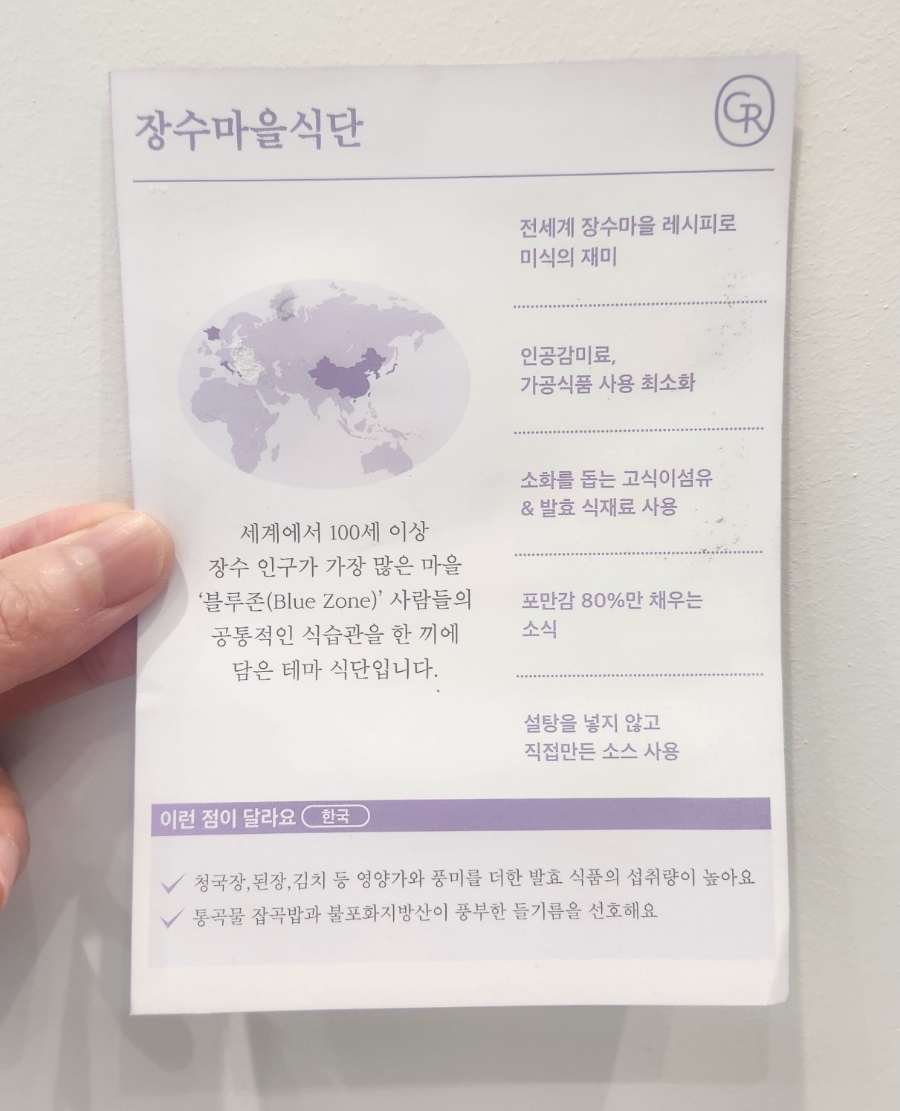 장수마을식단
GR
세계에서 100세 이상
장수 인구가 가장 많은 마을
‘블루존(Blue Zone)’ 사람들의
공통적인 식습관을 한 끼에
담은 테마 식단입니다.
전세계 장수마을 레시피로
미식의 재미
인공감미료,
가공식품 사용 최소화
소화를 돕는 고식이섬유
& 발효 식재료 사용
포만감 80%만 채우는
소식
설탕을 넣지 않고
직접만든 소스 사용
이런 점이 달라요 한국
청국장,된장,김치 등 영양가와 풍미를 더한 발효 식품의 섭취량이 높아요
통곡물 잡곡밥과 불포화지방산이 풍부한 들기름을 선호해요